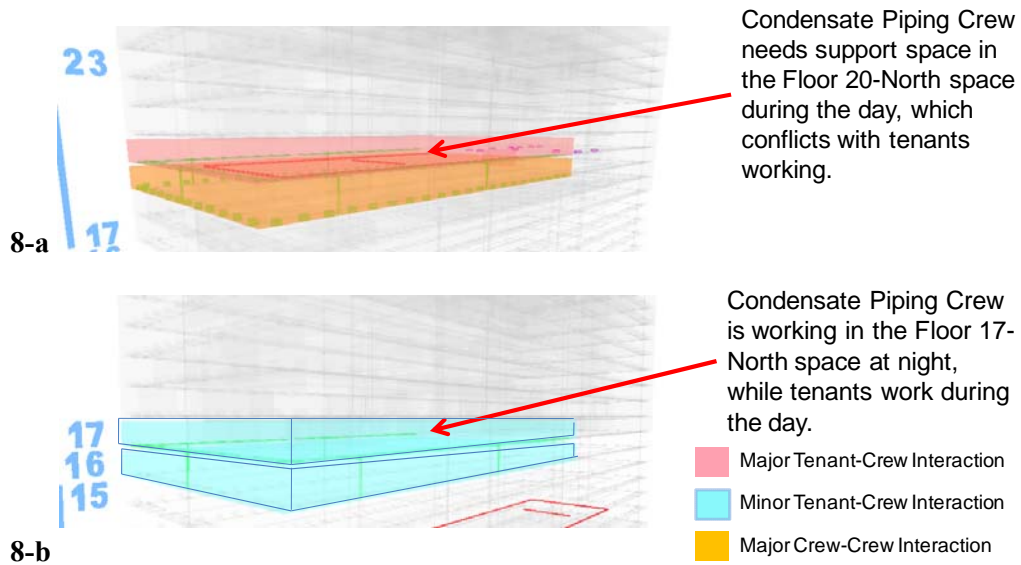 Condensate Piping Crew
needs support space in
the Floor 20-North space
during the day, which
conflicts with tenants
working.
23
17
8-a
Condensate Piping Crew
is working in the Floor 17-
North space at night,
while tenants work during
the day.
17
16
15
Major Tenant-Crew Interaction
Minor Tenant-Crew Interaction
Major Crew-Crew Interaction
8-b